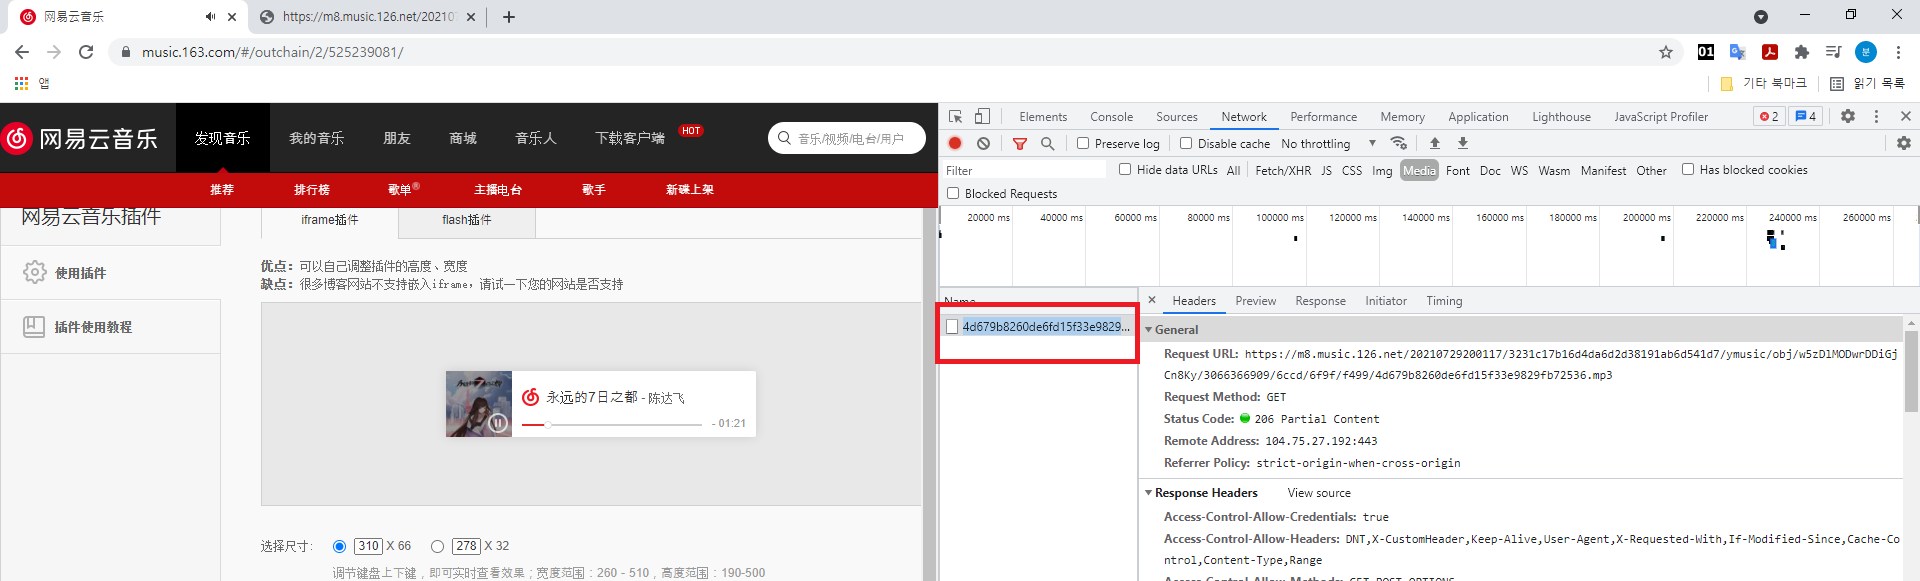 网易云音乐
https://m8.music.126.net/202107
music.163.com/#/outchain/2/525239081/
01
분
앱
기타 북마크
읽기 목록
网易云音乐
发现音乐
我的音乐
朋友
商城
音乐人
下载客户端
HOT
音乐/视频/电台/用户
推荐
排行榜
歌单®
主播电台
歌手
新碟上架
网易云音乐插件
使用插件
插件使用教程
iframe插件
flash插件
优点：可以自己调整插件的高度、宽度
缺点：很多博客网站不支持嵌入iframe，请试一下您的网站是否支持
永远的7日之都 - 陈达飞
- 01:21
选择尺寸:
310 X 66
278 X 32
调节键盘上下键，即可实时查看效果；宽度范围：260 - 510，高度范围：190-500
Elements
Console
Sources
Network
Performance
Memory
Application
Lighthouse
JavaScript Profiler
2
4
Preserve log
Disable cache
No throttling
Filter
Hide data URLs
All
Fetch/XHR
JS
CSS
Img
Media
Font
Doc
WS
Wasm
Manifest
Other
Has blocked cookies
Blocked Requests
20000 ms
40000 ms
60000 ms
80000 ms
100000 ms
120000 ms
140000 ms
160000 ms
180000 ms
200000 ms
220000 ms
240000 ms
260000 ms
Name
4d679b8260de6fd15f33e9829...
Headers
Preview
Response
Initiator
Timing
General
Request URL: https://m8.music.126.net/20210729200117/3231c17b16d4da6d2d38191ab6d541d7/ymusic/obj/w5zDlMODwrDDiGj
Cn8Ky/3066366909/6ccd/6f9f/f499/4d679b8260de6fd15f33e9829fb72536.mp3
Request Method: GET
Status Code: 206 Partial Content
Remote Address: 104.75.27.192:443
Referrer Policy: strict-origin-when-cross-origin
Response Headers
View source
Access-Control-Allow-Credentials: true
Access-Control-Allow-Headers: DNT,X-CustomHeader,Keep-Alive,User-Agent,X-Requested-With,If-Modified-Since,Cache-Co
ntrol,Content-Type,Range
Access-Control-Allow-Methods: GET,POST,OPTIONS